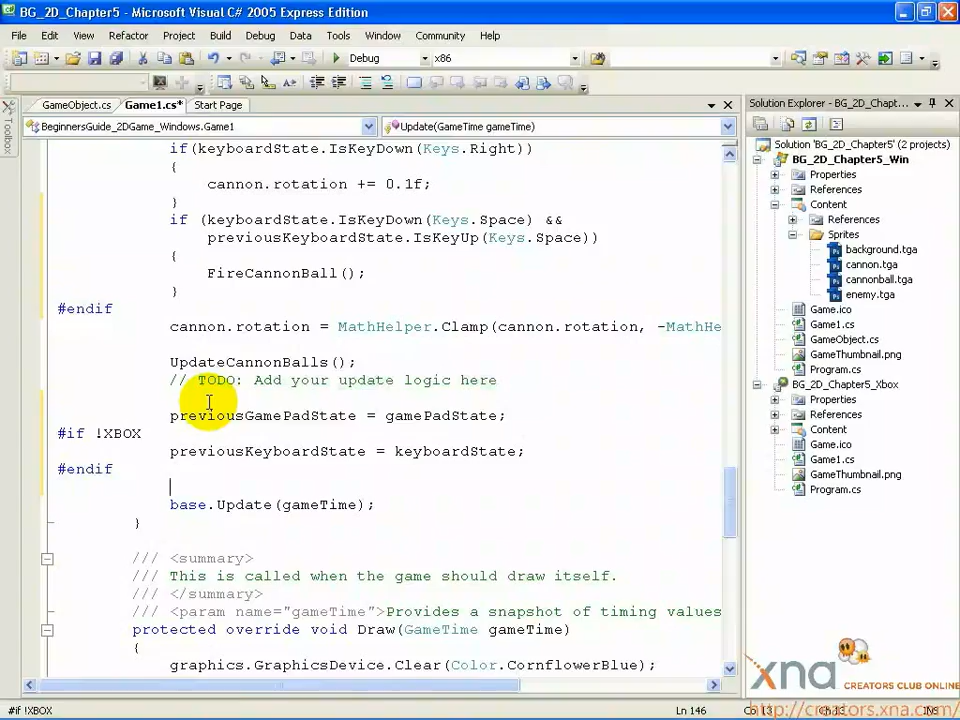 BG_2D_Chapter5 - Microsoft Visual C# 2005 Express Edition
File Edit View Refactor Project Build Debug Data Tools Window Community Help
Debug x86
GameObject.cs Game1.cs* Start Page
Solution Explorer - BG_2D_Chapt...
Toolbox
BeginnersGuide_2DGame_Windows.Game1 Update(GameTime gameTime)
if(keyboardState.IsKeyDown(Keys.Right))
{
cannon.rotation += 0.1f;
}
if (keyboardState.IsKeyDown(Keys.Space) &&
previousKeyboardState.IsKeyUp(Keys.Space))
{
FireCannonBall();
}
#endif
cannon.rotation = MathHelper.Clamp(cannon.rotation, -MathHe
UpdateCannonBalls();
// TODO: Add your update logic here
previousGamePadState = gamePadState;
#if !XBOX
previousKeyboardState = keyboardState;
#endif
base.Update(gameTime);
}
/// <summary>
/// This is called when the game should draw itself.
/// </summary>
/// <param name="gameTime">Provides a snapshot of timing values
protected override void Draw(GameTime gameTime)
{
graphics.GraphicsDevice.Clear(Color.CornflowerBlue);
Solution 'BG_2D_Chapter5' (2 projects)
BG_2D_Chapter5_Win
Properties
References
Content
References
Sprites
background.tga
cannon.tga
cannonball.tga
enemy.tga
Game.ico
Game1.cs
GameObject.cs
GameThumbnail.png
Program.cs
BG_2D_Chapter5_Xbox
Properties
References
Content
Game.ico
Game1.cs
GameThumbnail.png
Program.cs
xna CREATORS CLUB ONLINE
http://creators.xna.com/
#if !XBOX Ln 146